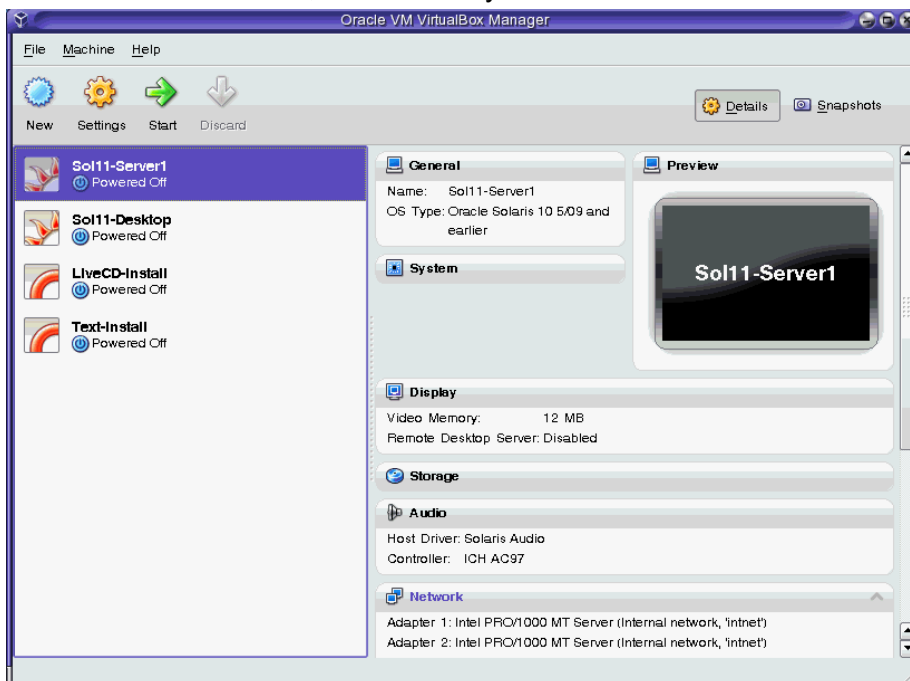 Oracle VM VirtualBox Manager
File Machine Help
New Settings Start Discard
Details Snapshots
Sol11-Server1
Powered Off
Sol11-Desktop
Powered Off
LiveCD-Install
Powered Off
Text-Install
Powered Off
General
Name: Sol11-Server1
OS Type: Oracle Solaris 10 5/09 and
earlier
System
Preview
Sol11-Server1
Display
Video Memory: 12 MB
Remote Desktop Server: Disabled
Storage
Audio
Host Driver: Solaris Audio
Controller: ICH AC97
Network
Adapter 1: Intel PRO/1000 MT Server (Internal network, 'intnet')
Adapter 2: Intel PRO/1000 MT Server (Internal network, 'intnet')